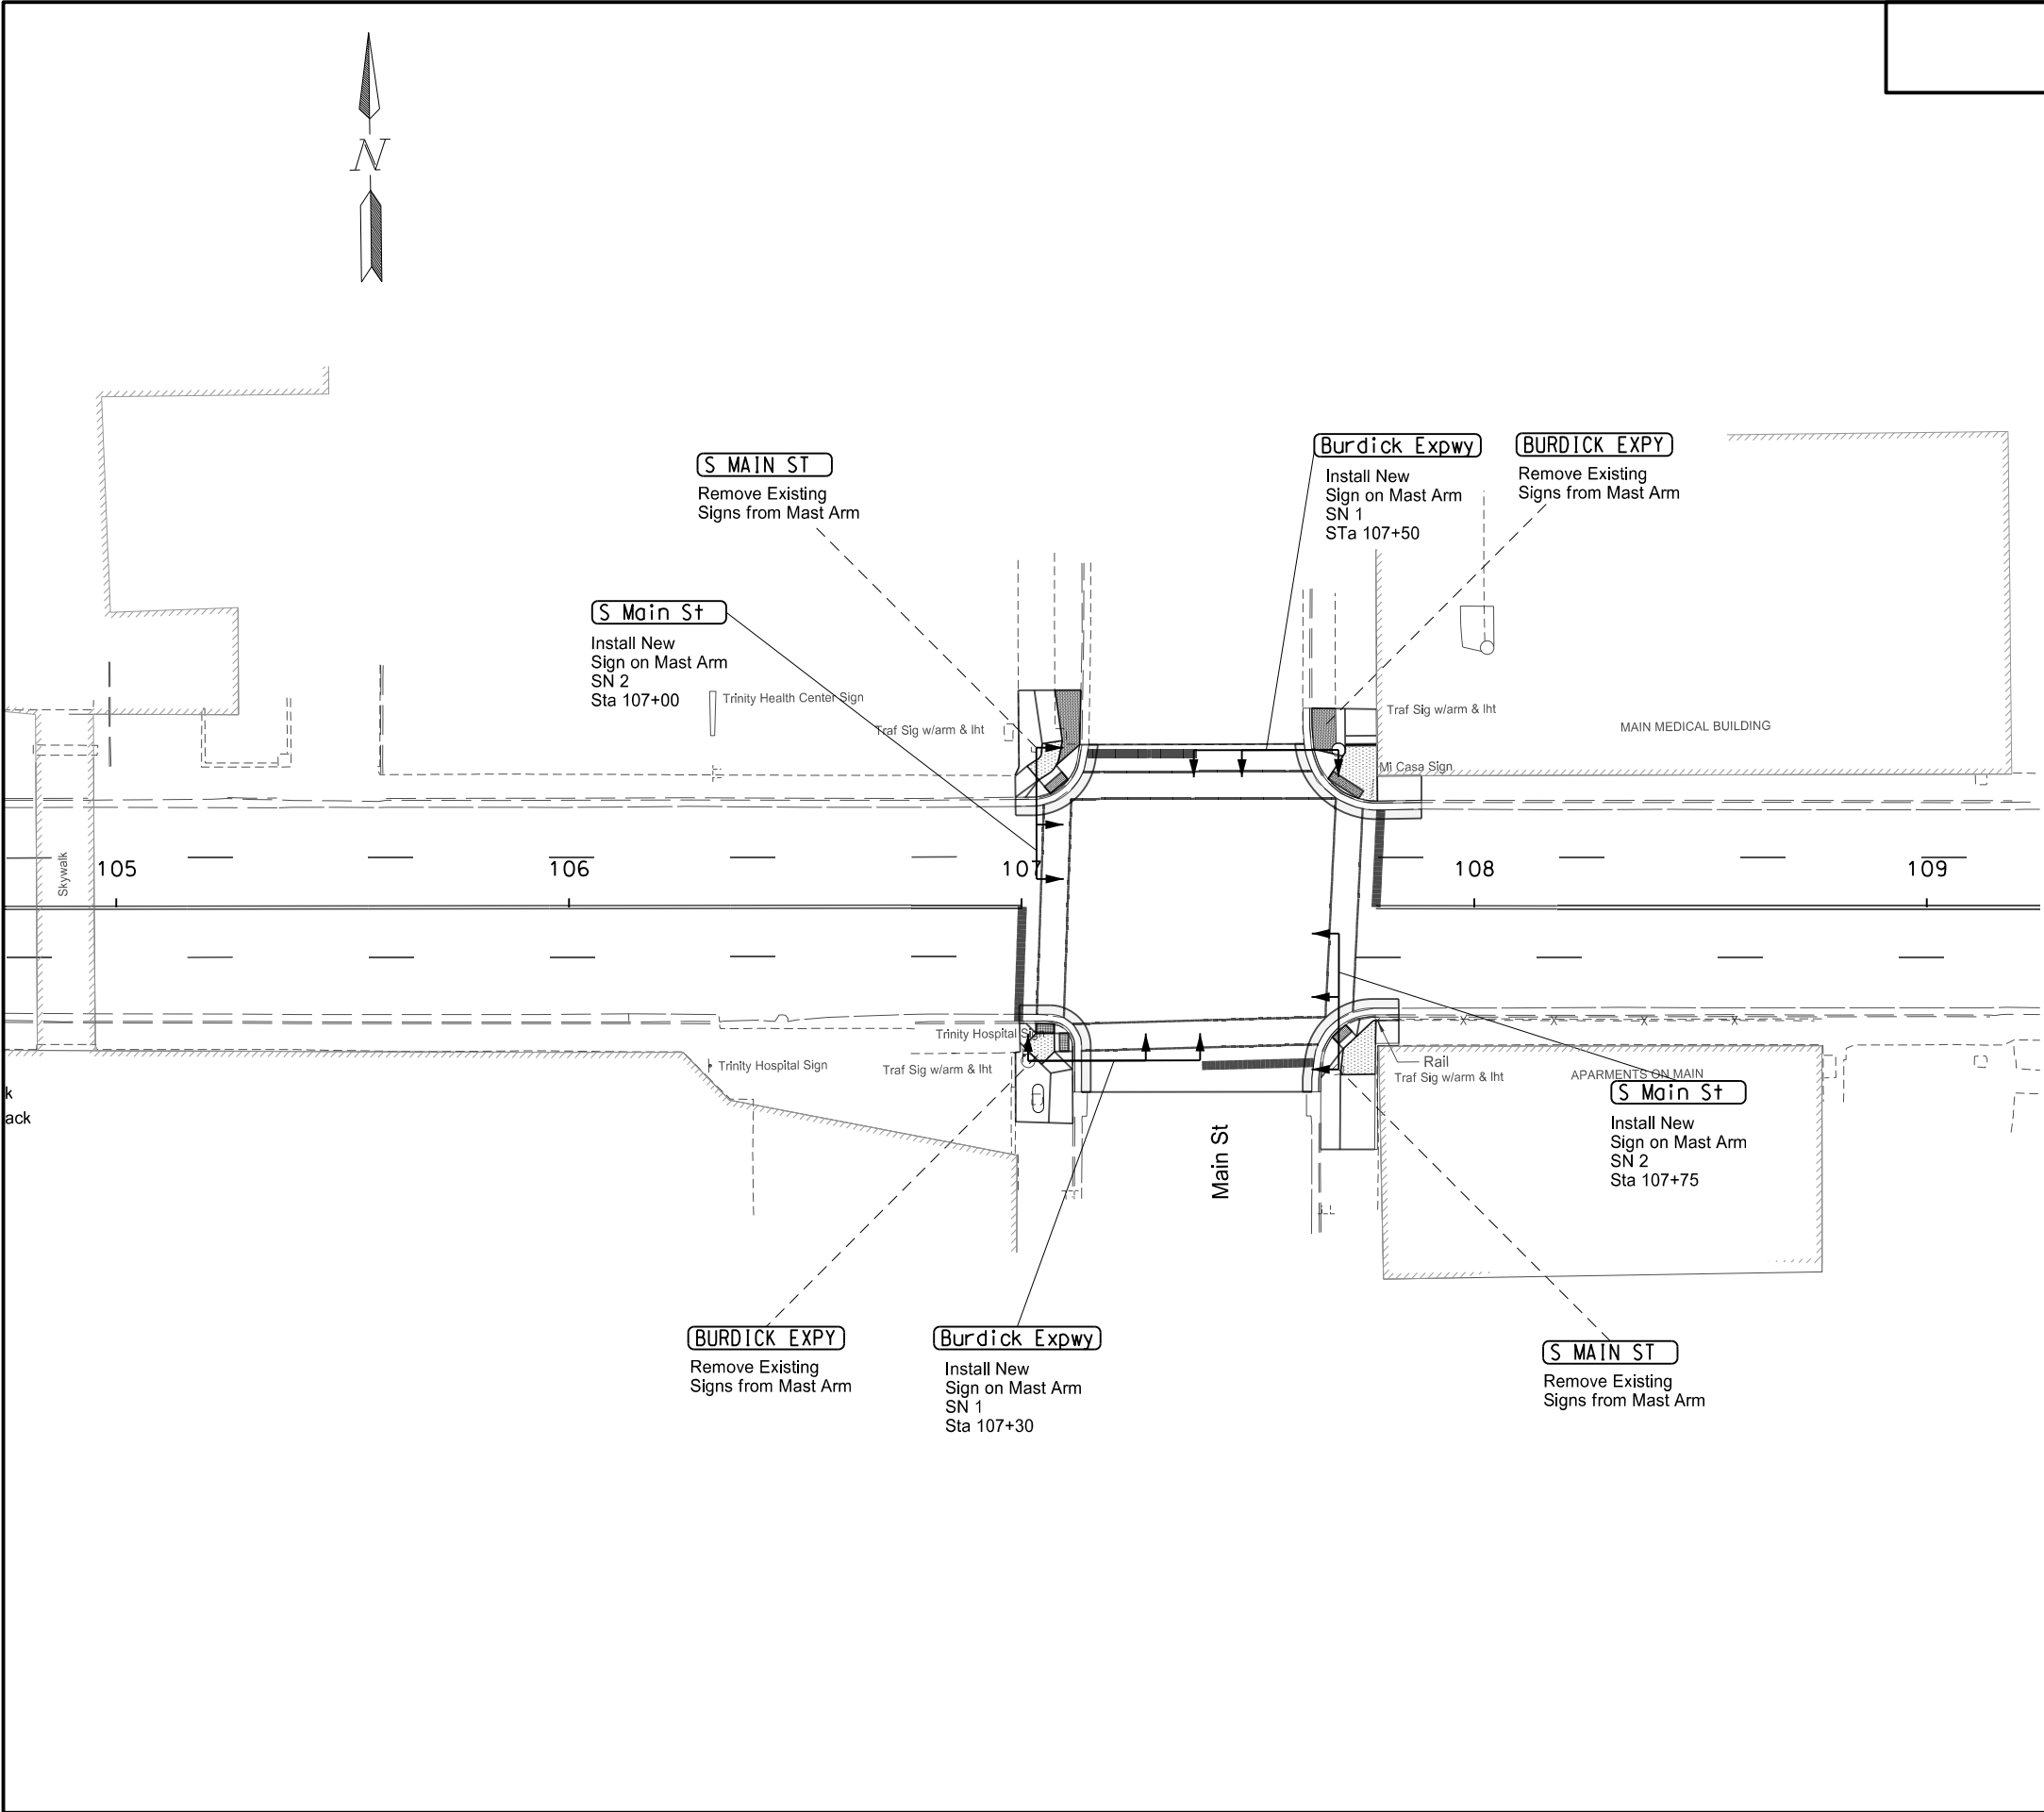 N
Burdick Expwy
Install New
Sign on Mast Arm
SN 1
STa 107+50
BURDICK EXPY
Remove Existing
Signs from Mast Arm
S MAIN ST
Remove Existing
Signs from Mast Arm
S Main St
Install New
Sign on Mast Arm
SN 2
Sta 107+00
Trinity Health Center Sign
Traf Sig w/arm & lht
Traf Sig w/arm & lht
MAIN MEDICAL BUILDING
Mi Casa Sign
Skywalk
105
106
107
108
109
Trinity Hospital Sign
Trinity Hospital Sign
Traf Sig w/arm & lht
Rail
Traf Sig w/arm & lht
APARMENTS ON MAIN
S Main St
Install New
Sign on Mast Arm
SN 2
Sta 107+75
k
ack
Main St
BURDICK EXPY
Remove Existing
Signs from Mast Arm
Burdick Expwy
Install New
Sign on Mast Arm
SN 1
Sta 107+30
S MAIN ST
Remove Existing
Signs from Mast Arm